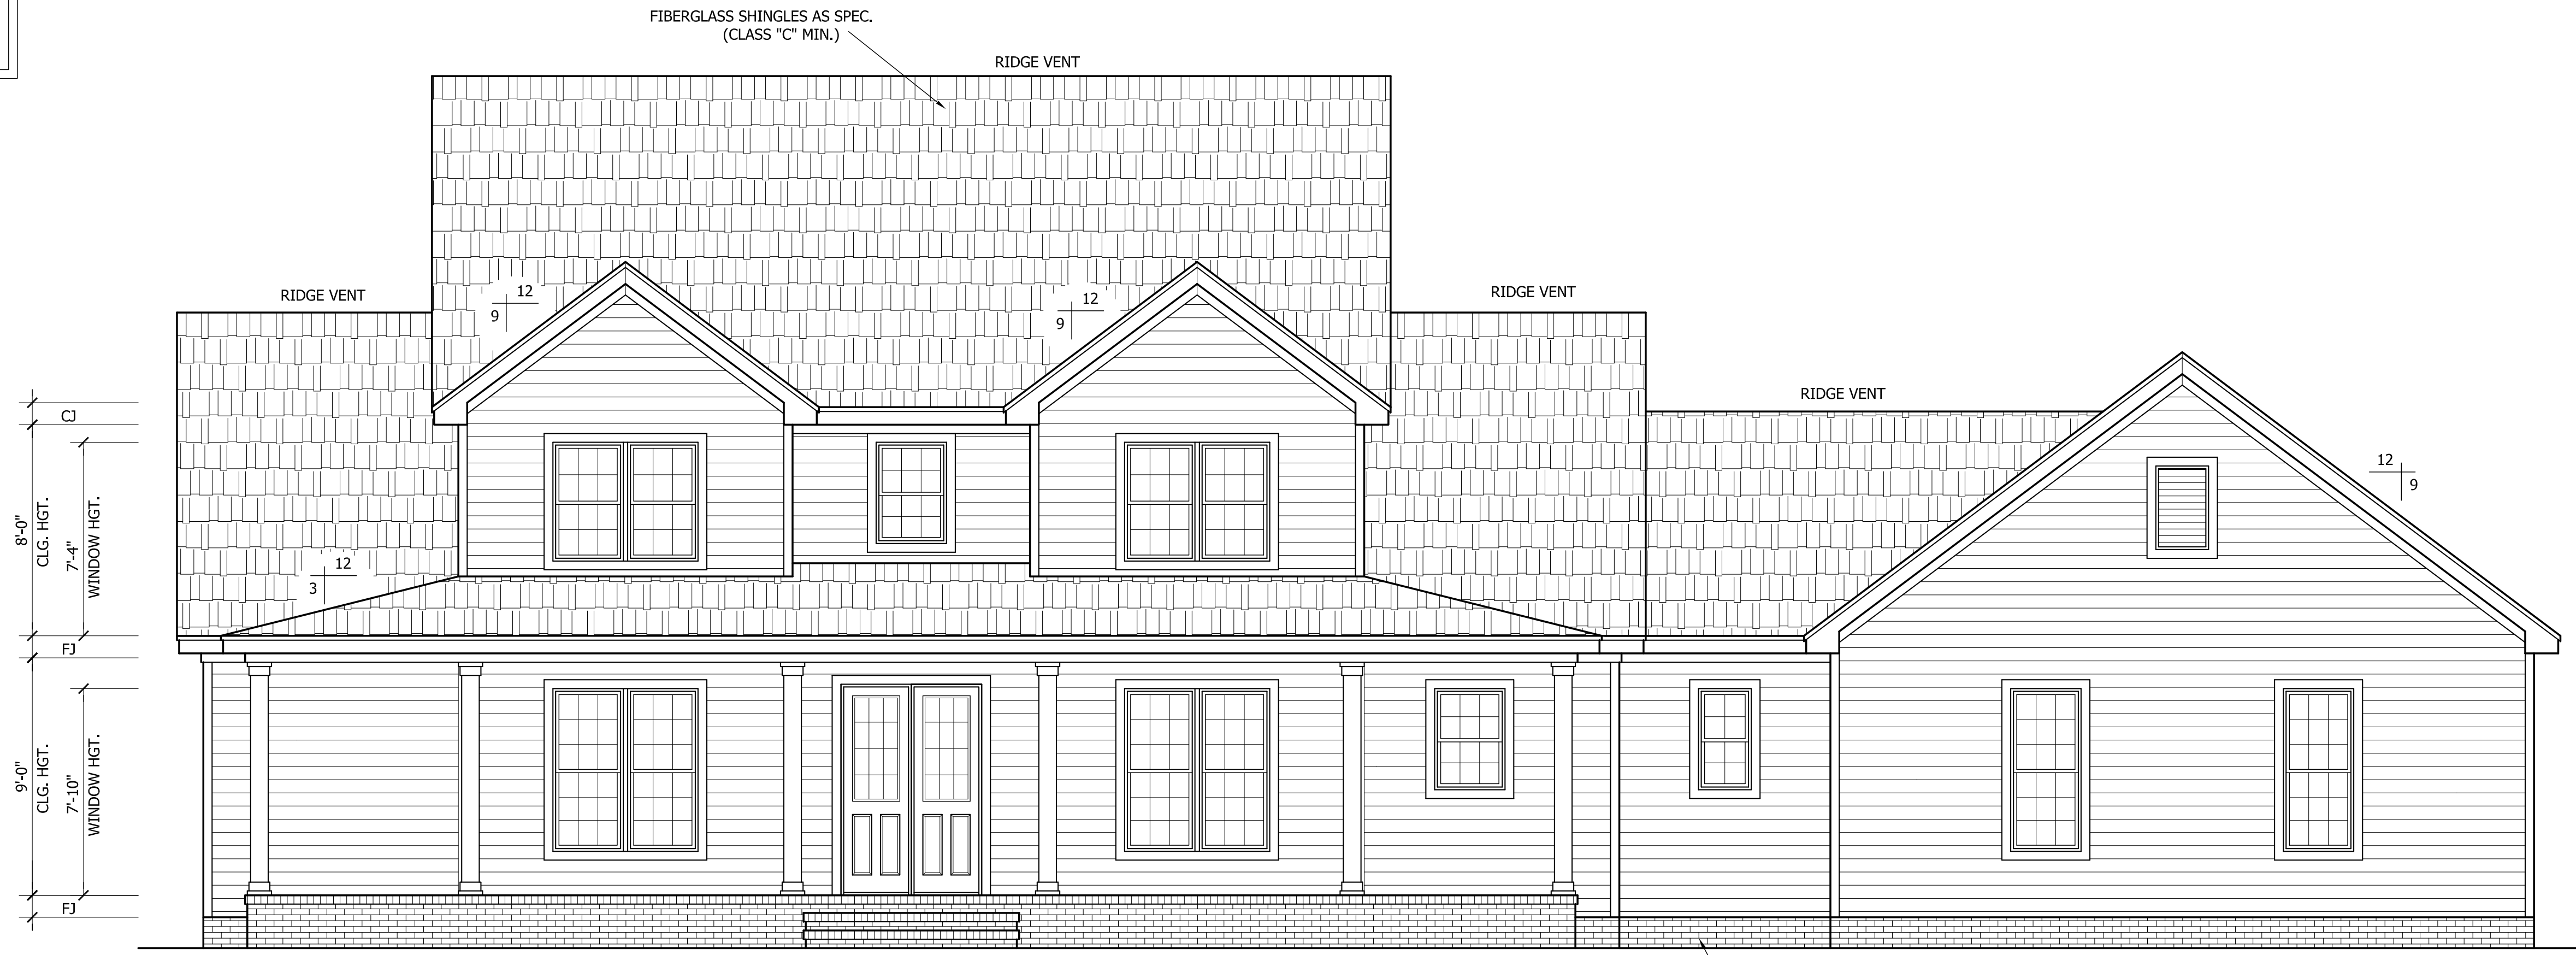 FIBERGLASS SHINGLES AS SPEC.
(CLASS "C" MIN.)
RIDGE VENT
RIDGE VENT
12
9
12
9
RIDGE VENT
RIDGE VENT
12
9
CJ
8'-0"
CLG. HGT.
7'-4"
WINDOW HGT.
12
3
FJ
9'-0"
CLG. HGT.
7'-10"
WINDOW HGT.
FJ